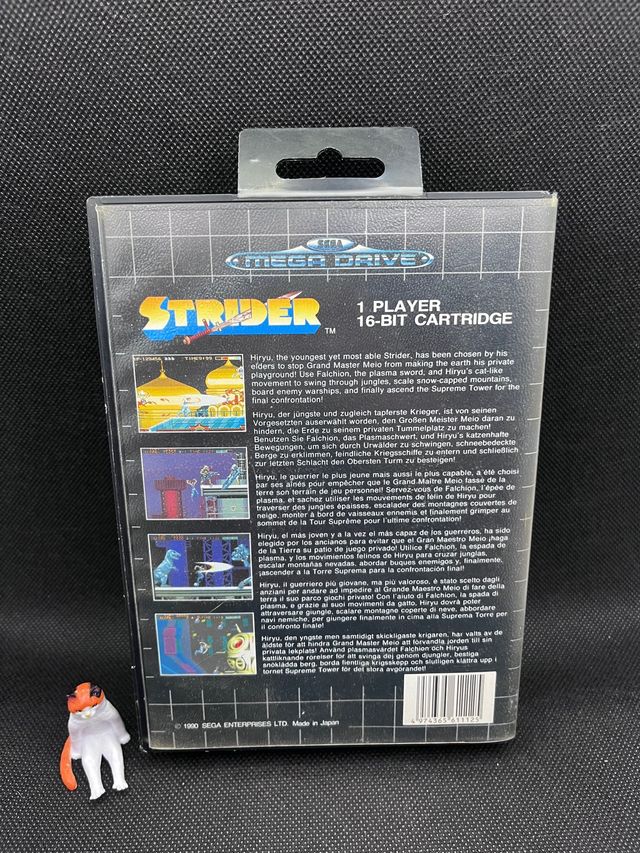 SEGA
MEGA DRIVE
STRIDER™
1 PLAYER
16-BIT CARTRIDGE
Hiryu, the youngest yet most able Strider, has been chosen by his
elders to stop Grand Master Meio from making the earth his private
playground! Use Falchion, the plasma sword, and Hiryu's cat-like
movement to swing through jungles, scale snow-capped mountains,
board enemy warships, and finally ascend the Supreme Tower for the
final confrontation!
Hiryu, der jüngste und zugleich tapferste Krieger, ist von seinen
Vorgesetzten auserwählt worden, den Großen Meister Meio daran zu
hindern, die Erde zu seinem privaten Tummelplatz zu machen!
Benutzen Sie Falchion, das Plasmaschwert, und Hiryu's katzenhafte
Bewegungen, um sich durch Urwälder zu schwingen, schneebedeckte
Berge zu erklimmen, feindliche Kriegsschiffe zu entern und schließlich
zur letzten Schlacht den Obersten Turm zu besteigen!
Hiryu, le guerrier le plus jeune mais aussi le plus capable, a été choisi
par ses aînés pour empêcher que le Grand Maître Meio fasse de la
terre son terrain de jeu personnel! Servez-vous de Falchion, l'épée de
plasma, et sachez utiliser les mouvements de félin de Hiryu pour
traverser des jungles épaisses, escalader des montagnes couvertes de
neige, monter à bord de vaisseaux ennemis et finalement grimper au
sommet de la Tour Suprême pour l'ultime confrontation!
Hiryu, el más joven y a la vez el más capaz de los guerreros, ha sido
elegido por los ancianos para evitar que el Gran Maestro Meio ¡haga
de la Tierra su patio de juego privado! Utilice Falchion, la espada de
plasma, y los movimientos felinos de Hiryu para cruzar junglas,
escalar montañas nevadas, abordar buques enemigos y, finalmente,
¡ascender a la Torre Suprema para la confrontación final!
Hiryu, il guerriero più giovane, ma più valoroso, è stato scelto dagli
anziani per andare ad impedire al Grande Maestro Meio di fare della
terra il suo parco giochi privato! Con l'aiuto di Falchion, la spada di
plasma, e grazie ai suoi movimenti da gatto, Hiryu dovrà poter
attraversare giungle, scalare montagne coperte di neve, abbordare
navi nemiche, per giungere finalmente in cima alla Suprema Torre per
il confronto finale!
Hiryu, den yngste men samtidigt skickligaste krigaren, har valts av de
äldste för att hindra Grand Master Meio att förvandla jorden till sin
privata lekplats! Använd plasmasvärdet Falchion och Hiryus
kattliknande rörelser för att svinga dej genom djungler, bestiga
snöklädda berg, borda fientliga krigsskepp och slutligen klättra upp i
tornet Supreme Tower för det stora avgörandet!
4 974365 611125
© 1990 SEGA ENTERPRISES LTD. Made in Japan